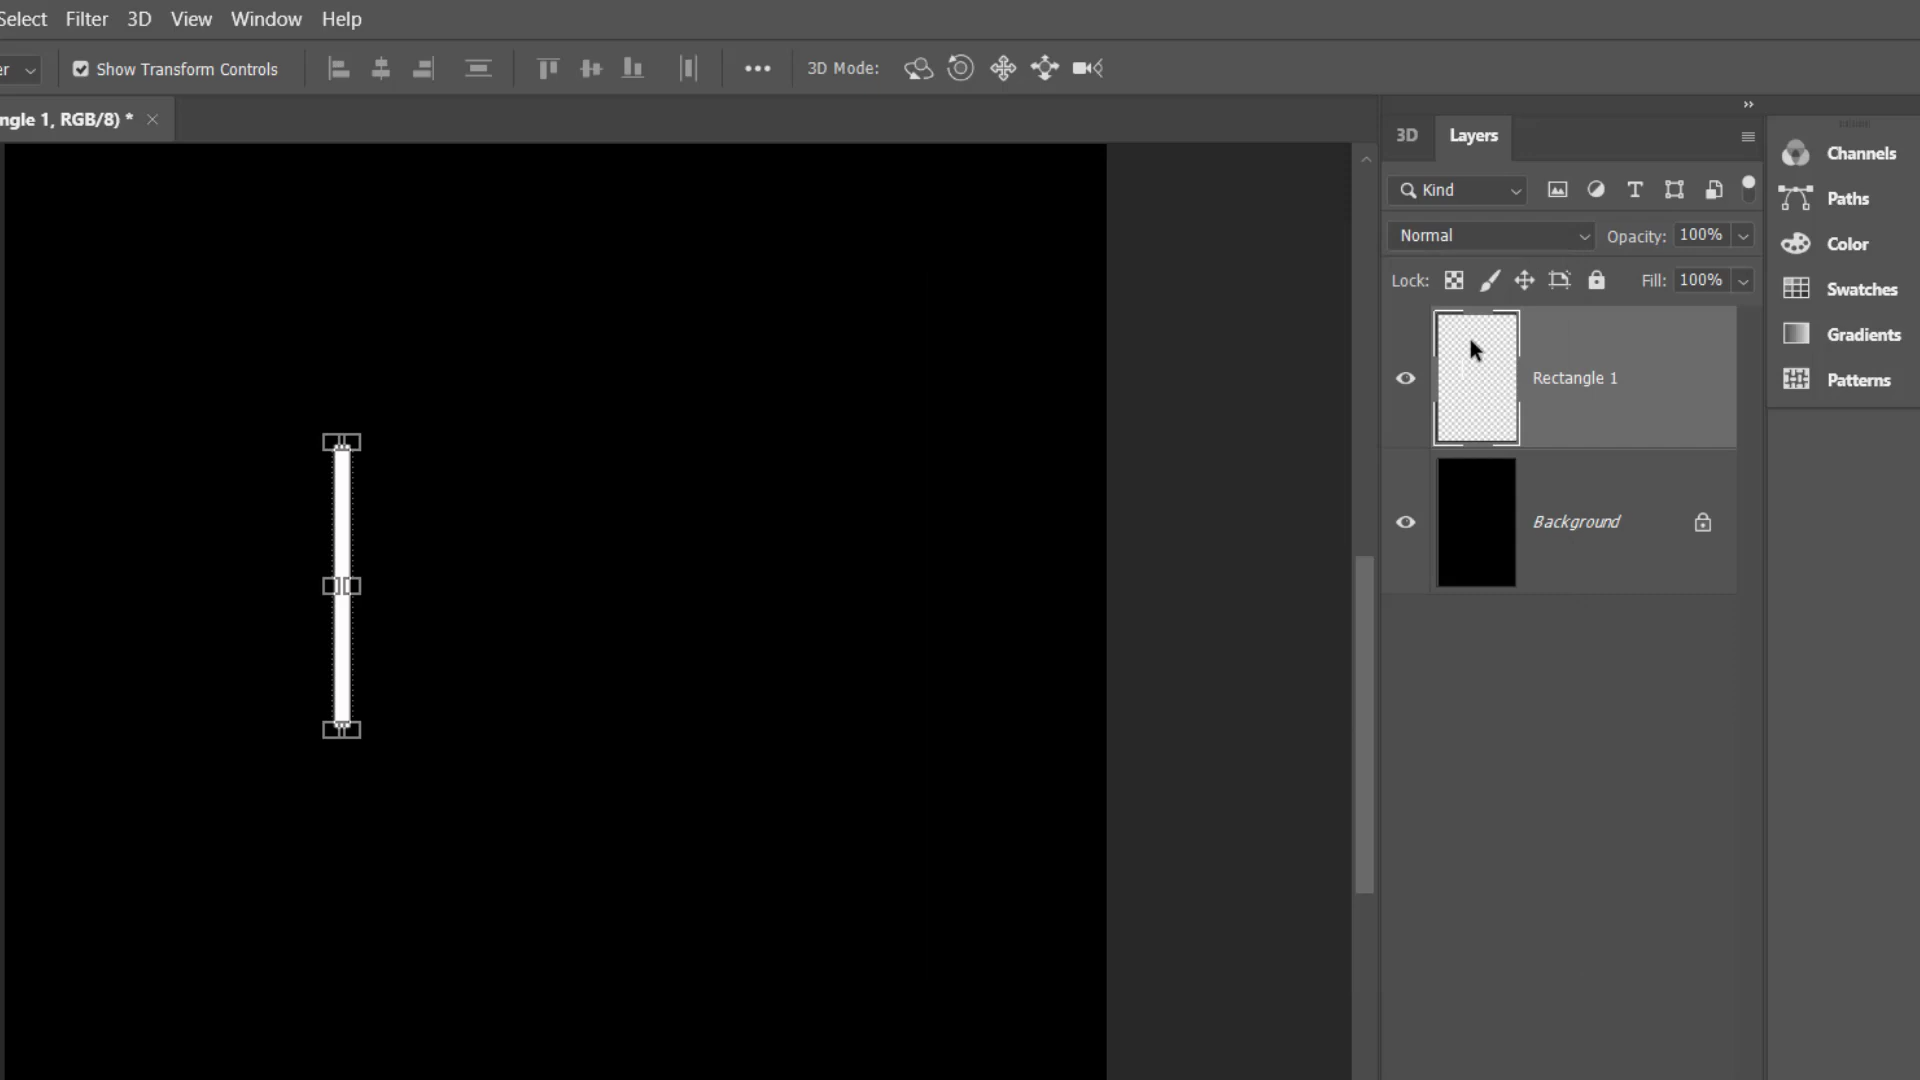 Select Filter 3D View Window Help
er Show Transform Controls 3D Mode:
ngle 1, RGB/8) *
3D Layers
Kind
Normal Opacity: 100%
Lock: Fill: 100%
Rectangle 1
Background
Channels
Paths
Color
Swatches
Gradients
Patterns